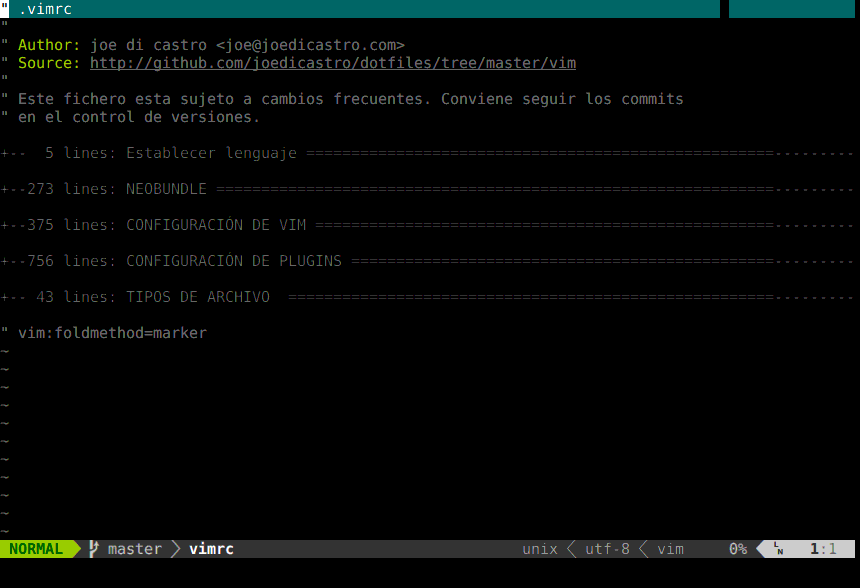 " .vimrc
"
" Author: joe di castro <joe@joedicastro.com>
" Source: http://github.com/joedicastro/dotfiles/tree/master/vim
"
" Este fichero esta sujeto a cambios frecuentes. Conviene seguir los commits
" en el control de versiones.
+--  5 lines: Establecer lenguaje ====================================================---------
+--273 lines: NEOBUNDLE ==============================================================---------
+--375 lines: CONFIGURACIÓN DE VIM ===================================================---------
+--756 lines: CONFIGURACIÓN DE PLUGINS ===============================================---------
+-- 43 lines: TIPOS DE ARCHIVO  ======================================================---------
" vim:foldmethod=marker
~
~
~
~
~
~
~
~
~
~
~
NORMAL master vimrc unix utf-8 vim 0% LN 1:1